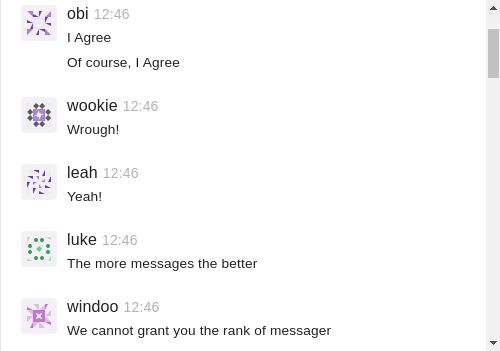 obi 12:46
I Agree
Of course, I Agree
wookie 12:46
Wrough!
leah 12:46
Yeah!
luke 12:46
The more messages the better
windoo 12:46
We cannot grant you the rank of messager